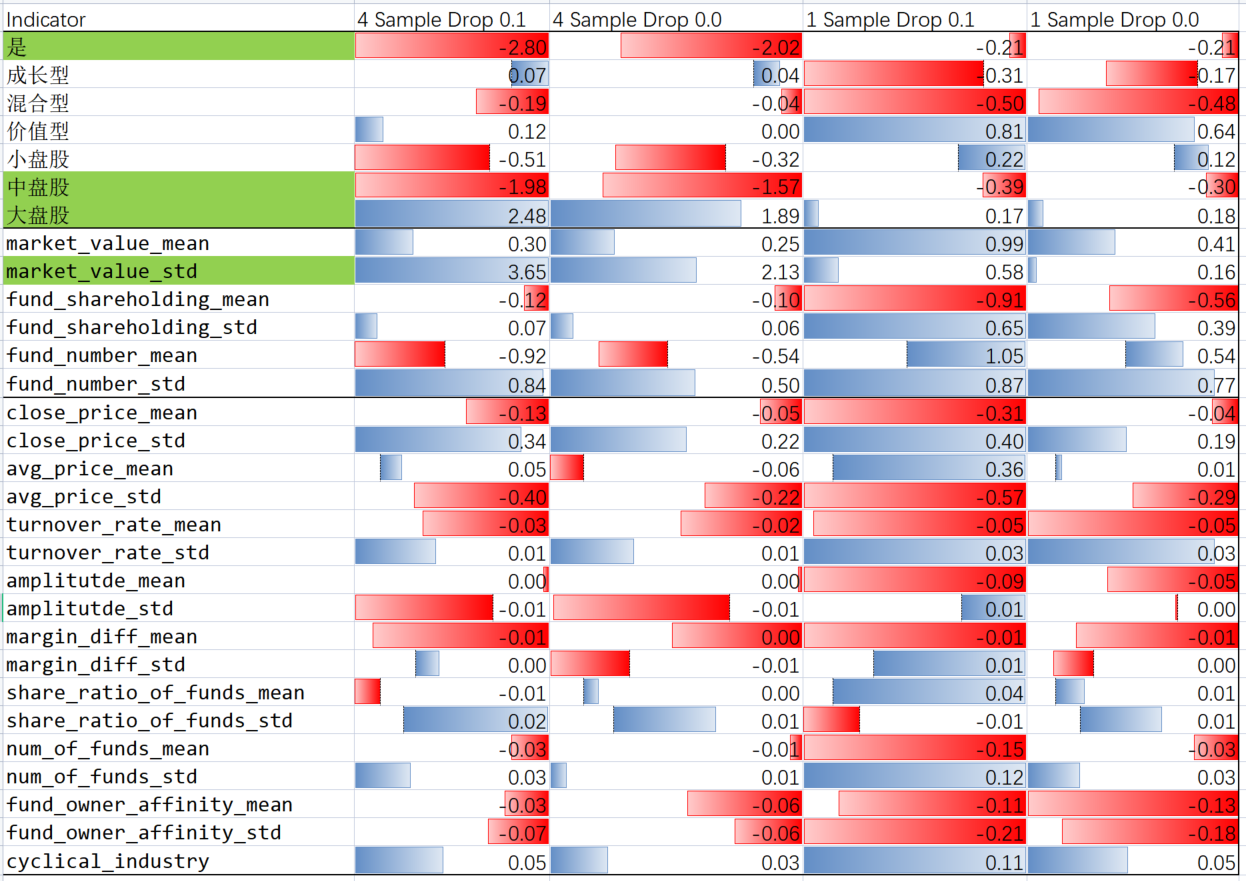 Indicator 4 Sample Drop 0.1 4 Sample Drop 0.0 1 Sample Drop 0.1 1 Sample Drop 0.0
是 -2.80 -2.02 -0.21 -0.21
成长型 0.07 0.04 -0.31 -0.17
混合型 -0.19 -0.04 -0.50 -0.48
价值型 0.12 0.00 0.81 0.64
小盘股 -0.51 -0.32 0.22 0.12
中盘股 -1.98 -1.57 -0.39 -0.30
大盘股 2.48 1.89 0.17 0.18
market_value_mean 0.30 0.25 0.99 0.41
market_value_std 3.65 2.13 0.58 0.16
fund_shareholding_mean -0.12 -0.10 -0.91 -0.56
fund_shareholding_std 0.07 0.06 0.65 0.39
fund_number_mean -0.92 -0.54 1.05 0.54
fund_number_std 0.84 0.50 0.87 0.77
close_price_mean -0.13 -0.05 -0.31 -0.04
close_price_std 0.34 0.22 0.40 0.19
avg_price_mean 0.05 -0.06 0.36 0.01
avg_price_std -0.40 -0.22 -0.57 -0.29
turnover_rate_mean -0.03 -0.02 -0.05 -0.05
turnover_rate_std 0.01 0.01 0.03 0.03
amplitutde_mean 0.00 0.00 -0.09 -0.05
amplitutde_std -0.01 -0.01 0.01 0.00
margin_diff_mean -0.01 0.00 -0.01 -0.01
margin_diff_std 0.00 -0.01 0.01 0.00
share_ratio_of_funds_mean -0.01 0.00 0.04 0.01
share_ratio_of_funds_std 0.02 0.01 -0.01 0.01
num_of_funds_mean -0.03 -0.01 -0.15 -0.03
num_of_funds_std 0.03 0.01 0.12 0.03
fund_owner_affinity_mean -0.03 -0.06 -0.11 -0.13
fund_owner_affinity_std -0.07 -0.06 -0.21 -0.18
cyclical_industry 0.05 0.03 0.11 0.05